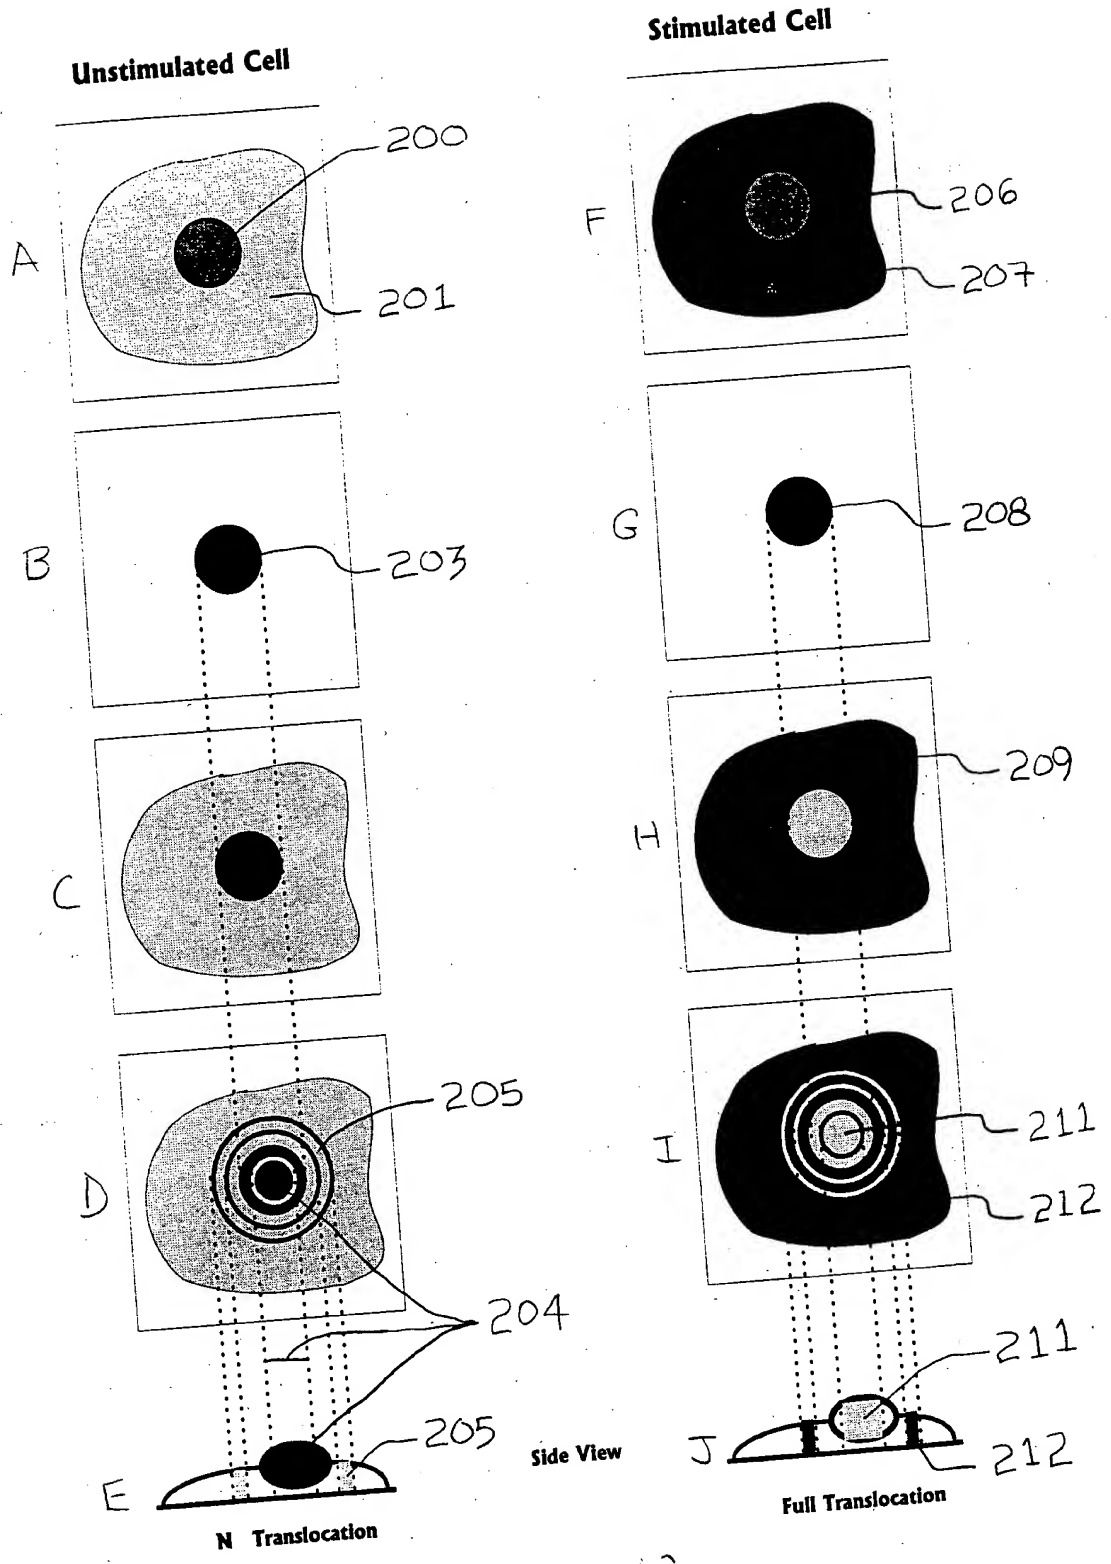 Unstimulated Cell
Stimulated Cell
A
200
201
F
206
207
B
203
G
208
C
H
209
D
205
204
I
211
212
E
205
Side View
J
211
212
N Translocation
Full Translocation